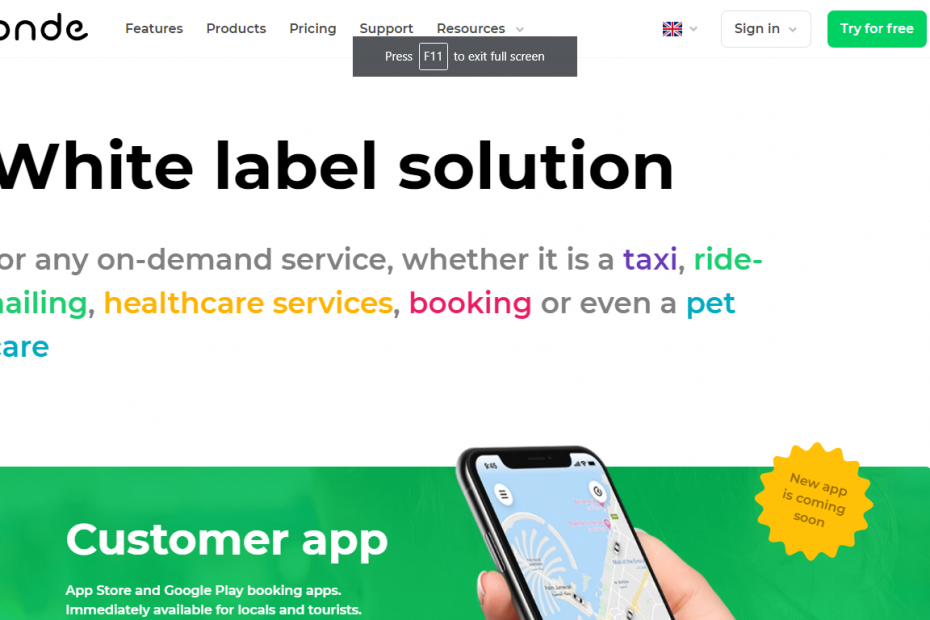 onde
Features Products Pricing Support Resources Sign in Try for free
Press F11 to exit full screen
White label solution
or any on-demand service, whether it is a taxi, ride-
hailing, healthcare services, booking or even a pet
care
9:45
New app
is coming
soon
Customer app
App Store and Google Play booking apps.
Immediately available for locals and tourists.